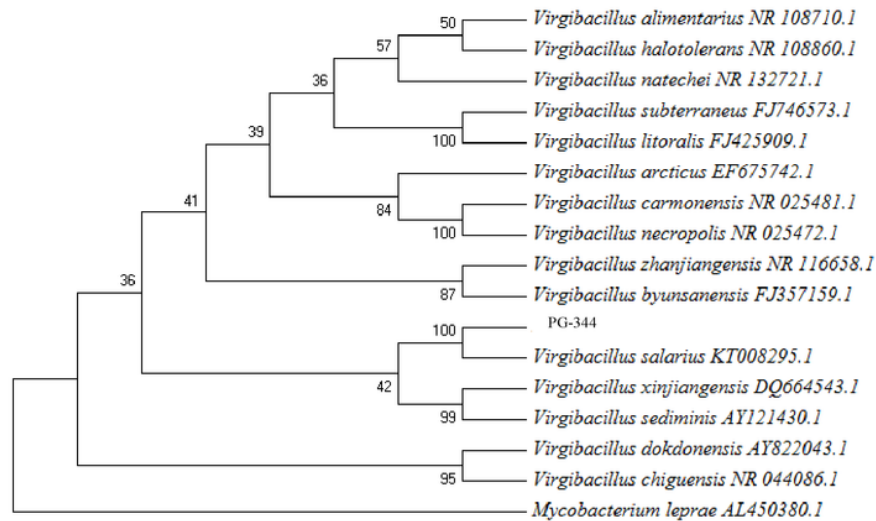 50
Virgibacillus alimentarius NR 108710.1
57
Virgibacillus halotolerans NR 108860.1
36
Virgibacillus natechei NR 132721.1
Virgibacillus subterraneus FJ746573.1
39
100
Virgibacillus litoralis FJ425909.1
Virgibacillus arcticus EF675742.1
41
84
Virgibacillus carmonensis NR 025481.1
100
Virgibacillus necropolis NR 025472.1
Virgibacillus zhanjiangensis NR 116658.1
36
87
Virgibacillus byunsanensis FJ357159.1
100
PG-344
Virgibacillus salarius KT008295.1
42
Virgibacillus xinjiangensis DQ664543.1
99
Virgibacillus sediminis AY121430.1
Virgibacillus dokdonensis AY822043.1
95
Virgibacillus chiguensis NR 044086.1
Mycobacterium leprae AL450380.1